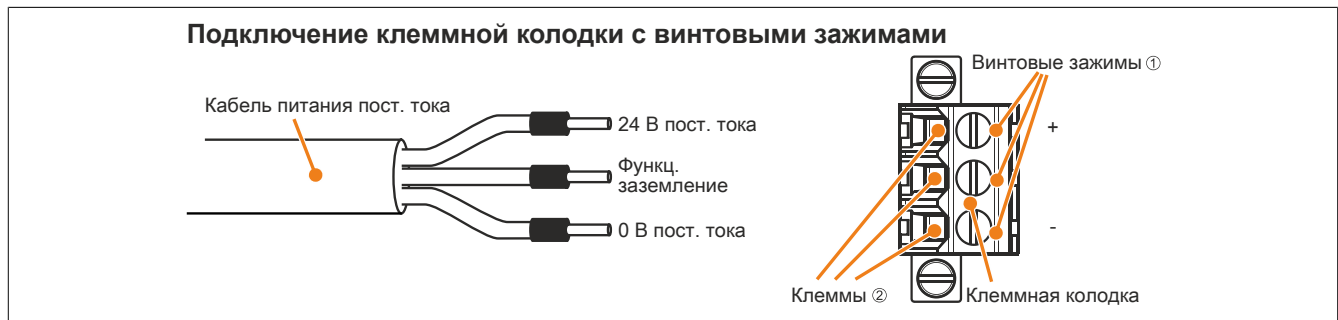 Подключение клеммной колодки с винтовыми зажимами
Винтовые зажимы ①
Кабель питания пост. тока
24 В пост. тока
+
Функц.
заземление
0 В пост. тока
-
Клеммы ②
Клеммная колодка